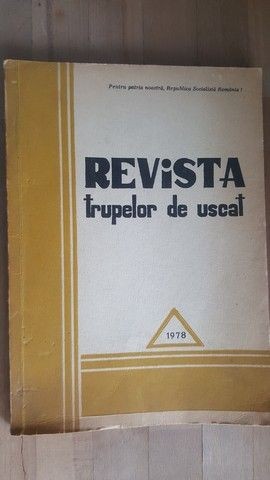 Pentru patria noastră, Republica Socialistă România!
REVISTA
trupelor de uscat
1978